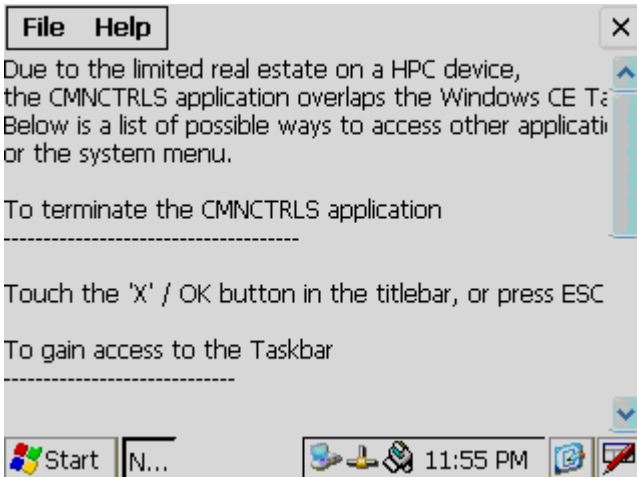 File Help
Due to the limited real estate on a HPC device,
the CMNCTRLS application overlaps the Windows CE Ta
Below is a list of possible ways to access other applicati
or the system menu.
To terminate the CMNCTRLS application
-------------------------------------
Touch the 'X' / OK button in the titlebar, or press ESC
To gain access to the Taskbar
-----------------------------
Start N... 11:55 PM